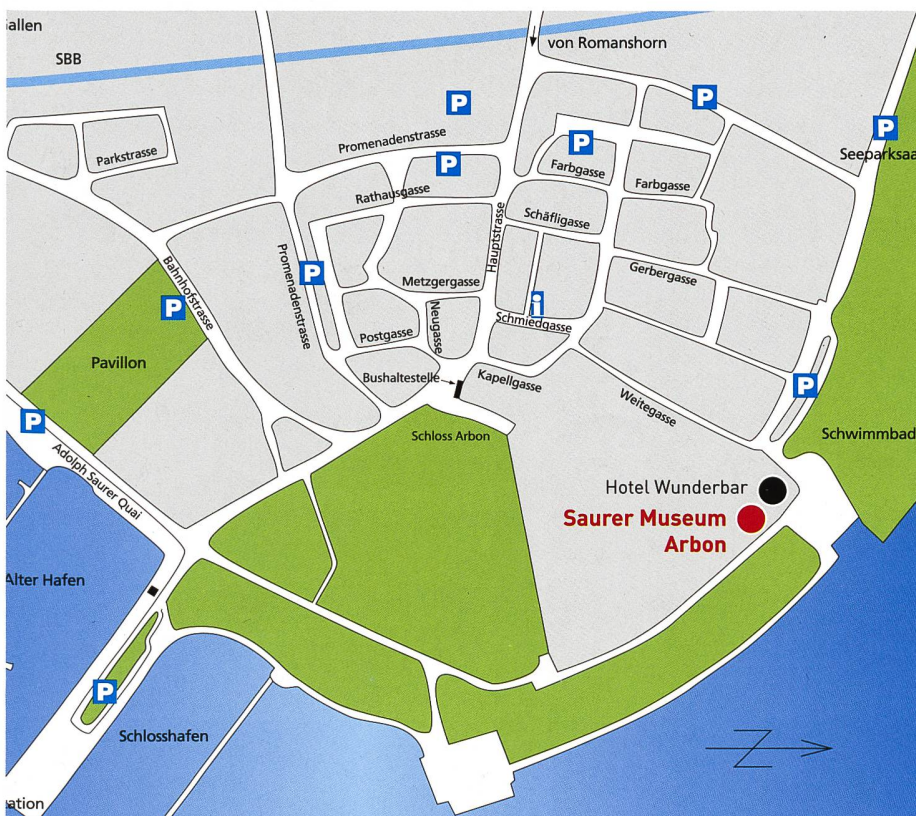 allen
SBB
von Romanshorn
P
P
P
Promenadenstrasse
P
P
Parkstrasse
Seeparksaa
P
Farbgasse
Farbgasse
Rathausgasse
Schäfligasse
Hauptstrasse
Promenadenstrasse
Bahnhofstrasse
P
P
Metzgergasse
Gerbergasse
i
Neugasse
Schmiedgasse
Postgasse
Pavillon
Bushaltestelle
Kapellgasse
P
Weitegasse
P
Schloss Arbon
Schwimmbad
Adolph Saurer Quai
Hotel Wunderbar
Saurer Museum
Arbon
Alter Hafen
P
Schlosshafen
N
ation